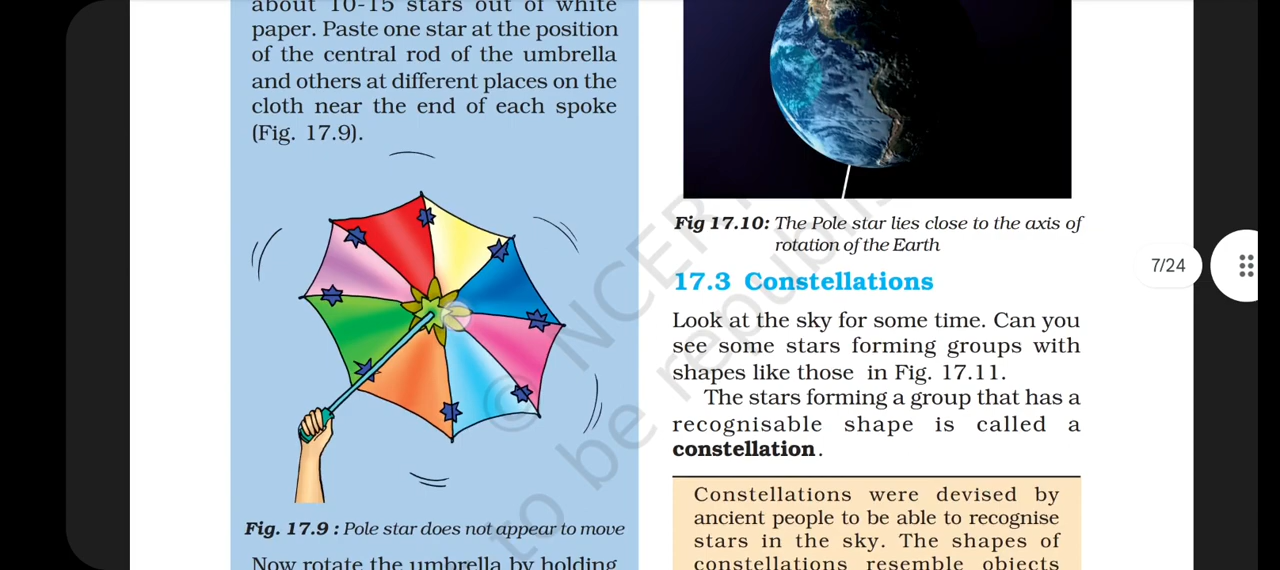 about 10-15 stars out of white
paper. Paste one star at the position
of the central rod of the umbrella
and others at different places on the
cloth near the end of each spoke
(Fig. 17.9).
Fig. 17.9 : Pole star does not appear to move
Now rotate the umbrella by holding
Fig 17.10: The Pole star lies close to the axis of
rotation of the Earth
17.3 Constellations
Look at the sky for some time. Can you
see some stars forming groups with
shapes like those in Fig. 17.11.
The stars forming a group that has a
recognisable shape is called a
constellation.
Constellations were devised by
ancient people to be able to recognise
stars in the sky. The shapes of
constellations resemble objects
7/24
© NCERT
to be republis